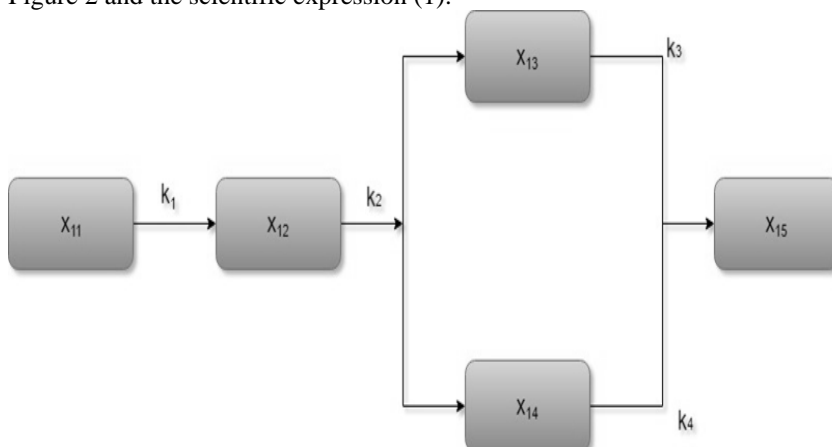 Figure 2 and the scientific expression (1).
X₁₃
k₃
k₁
k₂
X₁₁
X₁₂
X₁₅
X₁₄
k₄